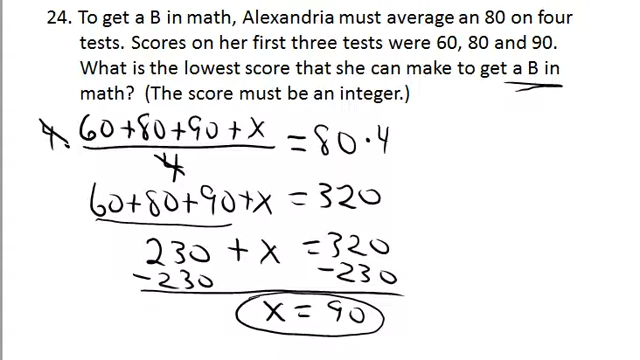 24. To get a B in math, Alexandria must average an 80 on four
tests. Scores on her first three tests were 60, 80 and 90.
What is the lowest score that she can make to get a B in
math? (The score must be an integer.)
4. 60+80+90+x = 80.4
4
60+80+90+x = 320
230 + x = 320
-230 -230
x = 90